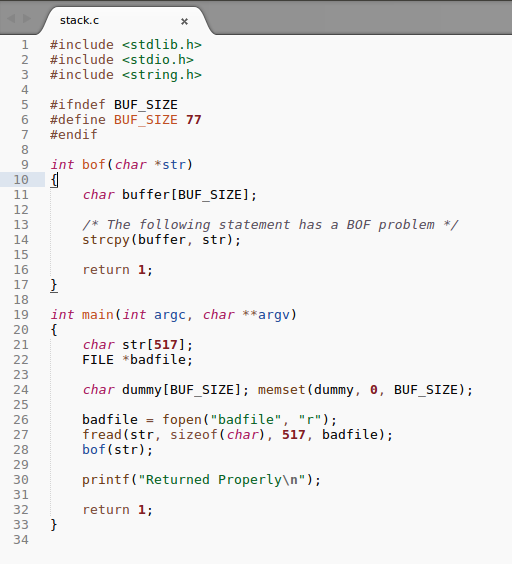 stack.c ×
1 #include <stdlib.h>
2 #include <stdio.h>
3 #include <string.h>
4
5 #ifndef BUF_SIZE
6 #define BUF_SIZE 77
7 #endif
8
9 int bof(char *str)
10 {
11     char buffer[BUF_SIZE];
12
13     /* The following statement has a BOF problem */
14     strcpy(buffer, str);
15
16     return 1;
17 }
18
19 int main(int argc, char **argv)
20 {
21     char str[517];
22     FILE *badfile;
23
24     char dummy[BUF_SIZE]; memset(dummy, 0, BUF_SIZE);
25
26     badfile = fopen("badfile", "r");
27     fread(str, sizeof(char), 517, badfile);
28     bof(str);
29
30     printf("Returned Properly\n");
31
32     return 1;
33 }
34